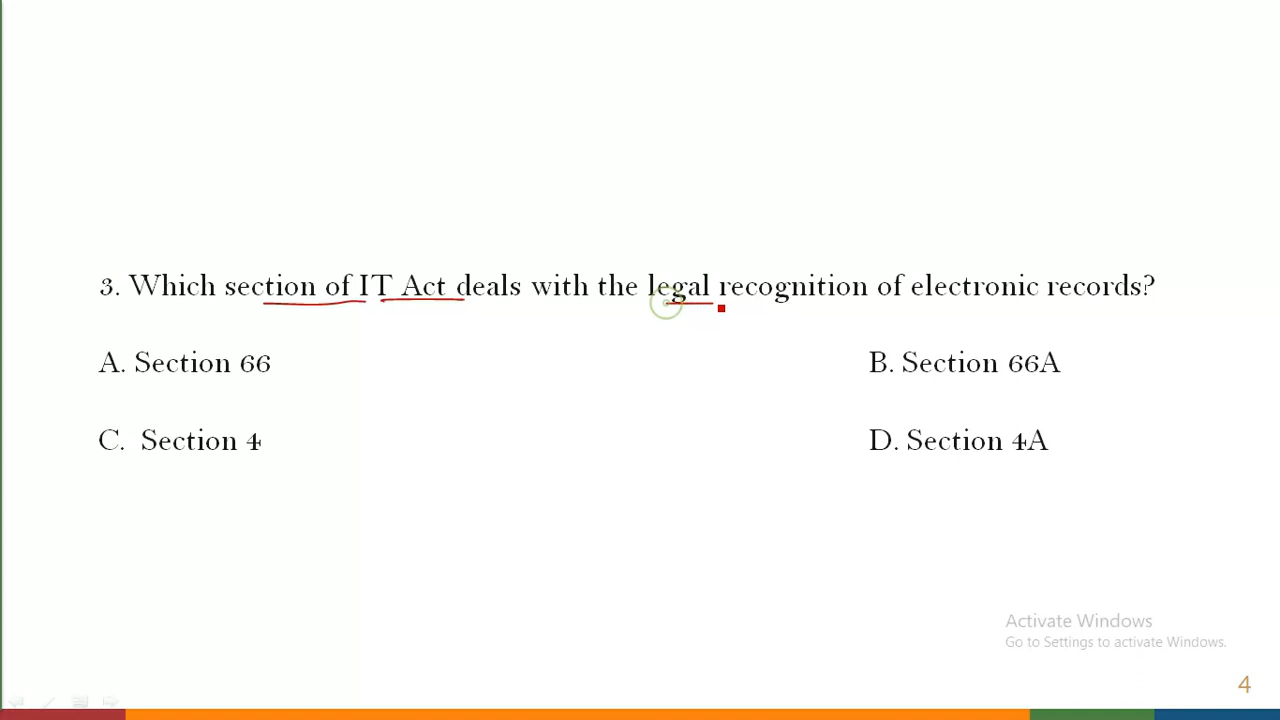 3. Which section of IT Act deals with the legal recognition of electronic records?
A. Section 66
B. Section 66A
C. Section 4
D. Section 4A
Activate Windows
Go to Settings to activate Windows.
4